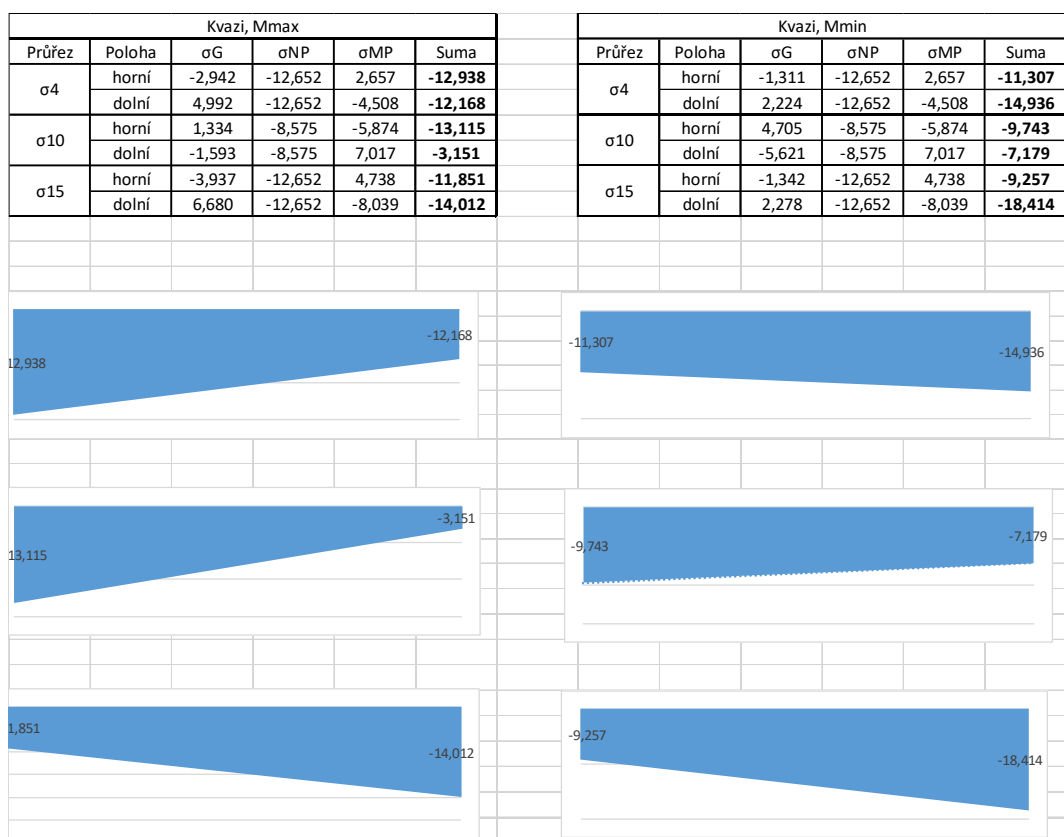 Kvazi, Mmax
Průřez Poloha σG σNP σMP Suma
σ4 horní -2,942 -12,652 2,657 -12,938
dolní 4,992 -12,652 -4,508 -12,168
σ10 horní 1,334 -8,575 -5,874 -13,115
dolní -1,593 -8,575 7,017 -3,151
σ15 horní -3,937 -12,652 4,738 -11,851
dolní 6,680 -12,652 -8,039 -14,012
Kvazi, Mmin
Průřez Poloha σG σNP σMP Suma
σ4 horní -1,311 -12,652 2,657 -11,307
dolní 2,224 -12,652 -4,508 -14,936
σ10 horní 4,705 -8,575 -5,874 -9,743
dolní -5,621 -8,575 7,017 -7,179
σ15 horní -1,342 -12,652 4,738 -9,257
dolní 2,278 -12,652 -8,039 -18,414
12,938 -12,168
-11,307 -14,936
13,115 -3,151
-9,743 -7,179
1,851 -14,012
-9,257 -18,414